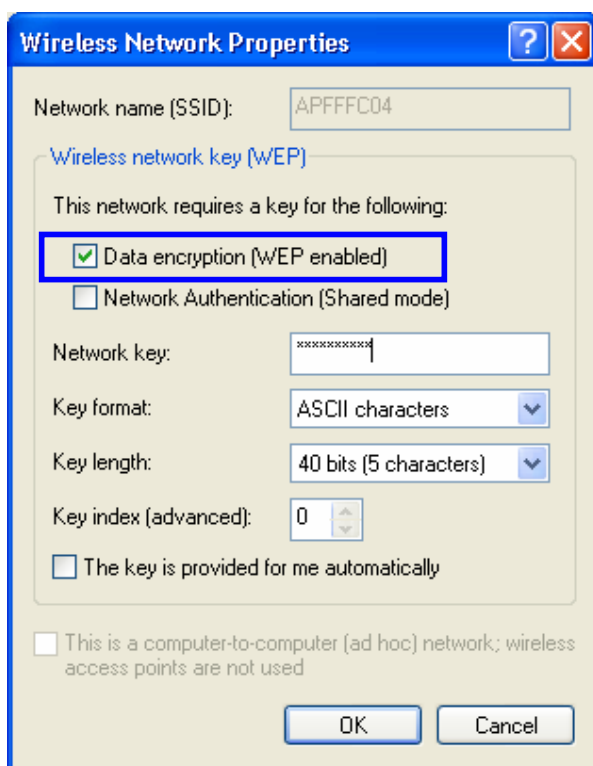 Wireless Network Properties
Network name (SSID): APFFFC04
Wireless network key (WEP)
This network requires a key for the following:
Data encryption (WEP enabled)
Network Authentication (Shared mode)
Network key: **********
Key format: ASCII characters
Key length: 40 bits (5 characters)
Key index (advanced): 0
The key is provided for me automatically
This is a computer-to-computer (ad hoc) network; wireless
access points are not used
OK Cancel